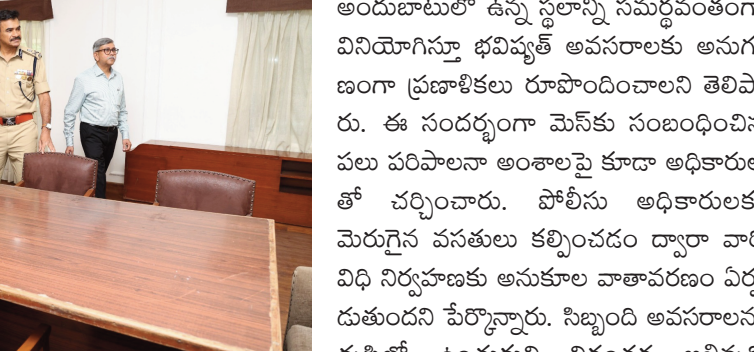 అందుబాటులో ఉన్న స్థలాన్ని సమర్థవంతంగా
వినియోగిస్తూ భవిష్యత్ అవసరాలకు అనుగు
ణంగా ప్రణాళికలు రూపొందించాలని తెలిపా
రు. ఈ సందర్భంగా మెస్‌కు సంబంధించిన
పలు పరిపాలనా అంశాలపై కూడా అధికారుల
తో చర్చించారు. పోలీసు అధికారులకు
మెరుగైన వసతులు కల్పించడం ద్వారా వారి
విధి నిర్వహణకు అనుకూల వాతావరణం ఏర్ప
డుతుందని పేర్కొన్నారు. సిబ్బంది అవసరాలను